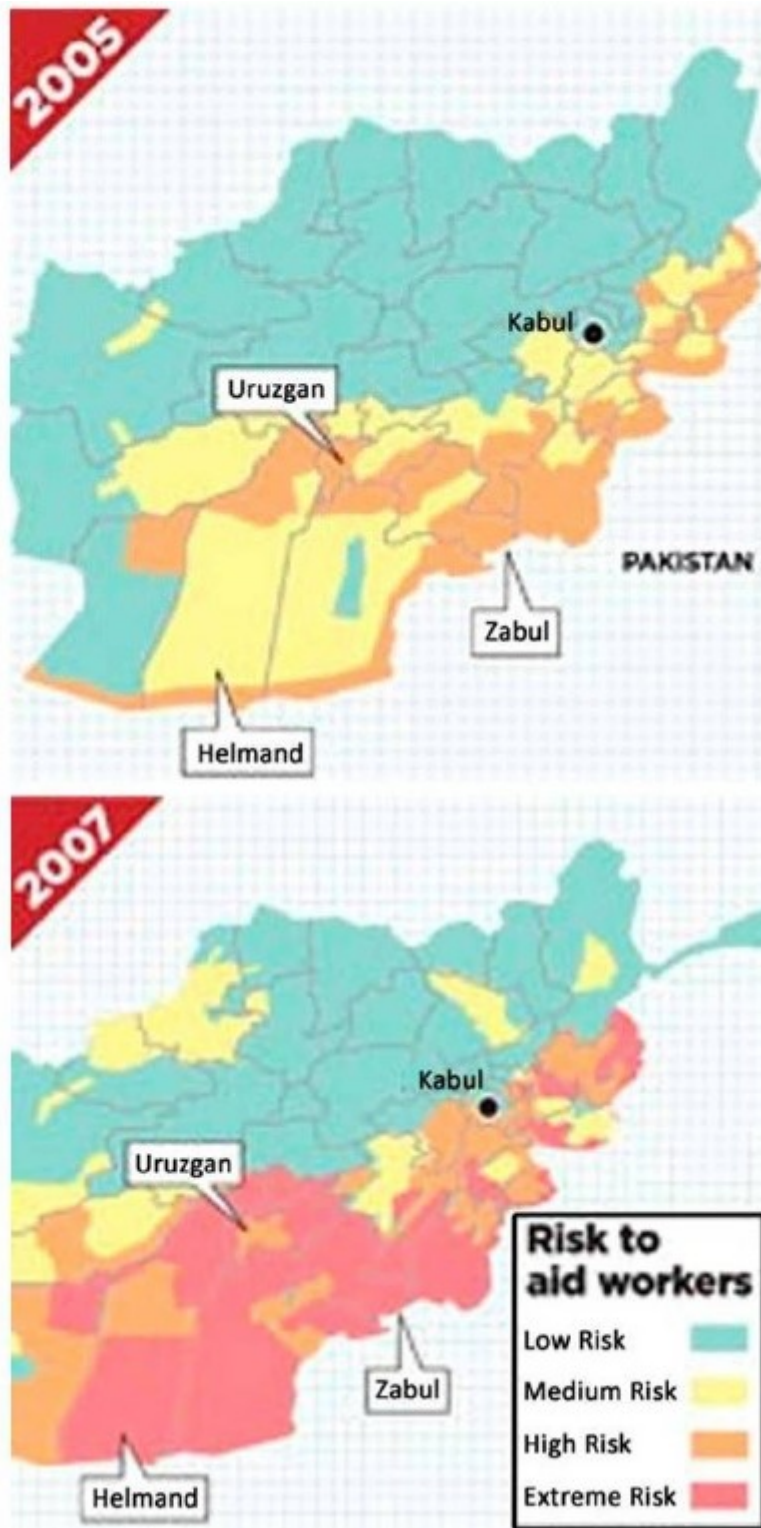 2005
Kabul
Uruzgan
PAKISTAN
Zabul
Helmand
2007
Kabul
Uruzgan
Zabul
Helmand
Risk to
aid workers
Low Risk
Medium Risk
High Risk
Extreme Risk